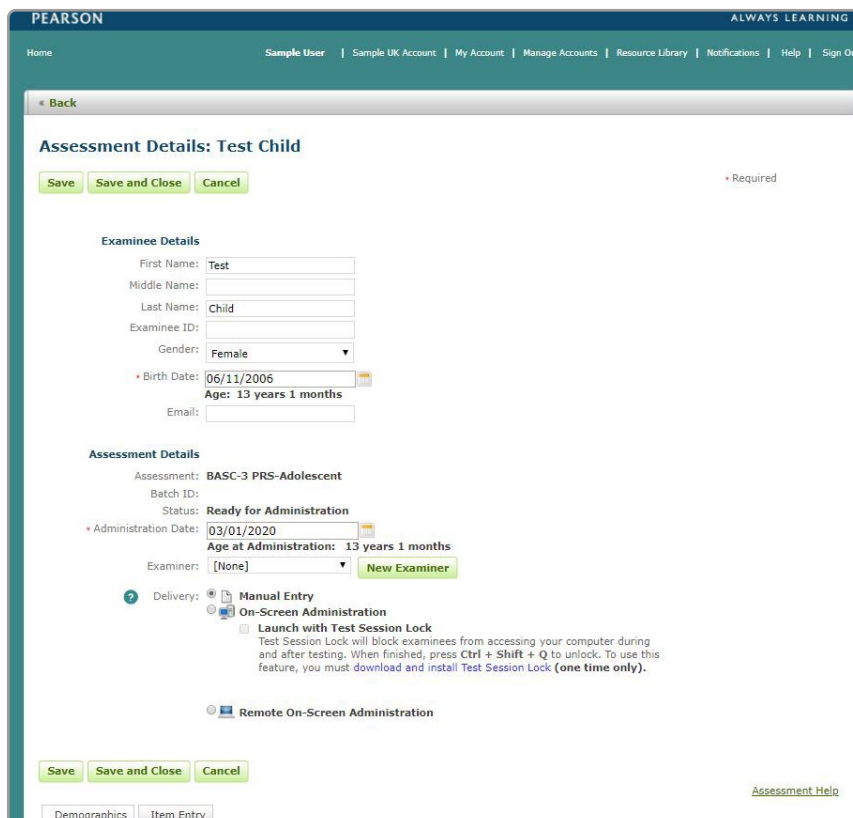 PEARSON
ALWAYS LEARNING
Home
Sample User | Sample UK Account | My Account | Manage Accounts | Resource Library | Notifications | Help | Sign
« Back
Assessment Details: Test Child
Save Save and Close Cancel
• Required
Examinee Details
First Name: Test
Middle Name:
Last Name: Child
Examinee ID:
Gender: Female
• Birth Date: 06/11/2006
Age: 13 years 1 months
Email:
Assessment Details
Assessment: BASC-3 PRS-Adolescent
Batch ID:
Status: Ready for Administration
• Administration Date: 03/01/2020
Age at Administration: 13 years 1 months
Examiner: [None] New Examiner
? Delivery: Manual Entry
On-Screen Administration
Launch with Test Session Lock
Test Session Lock will block examinees from accessing your computer during
and after testing. When finished, press Ctrl + Shift + Q to unlock. To use this
feature, you must download and install Test Session Lock (one time only).
Remote On-Screen Administration
Save Save and Close Cancel
Assessment Help
Demographics Item Entry